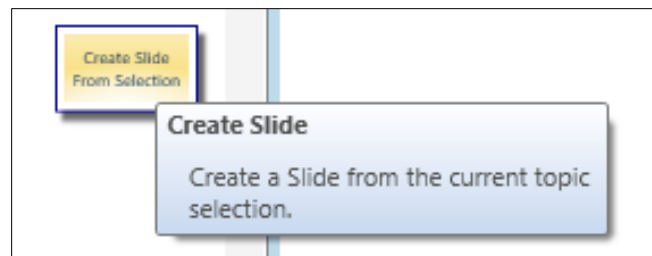 Create Slide
From Selection
Create Slide
Create a Slide from the current topic
selection.